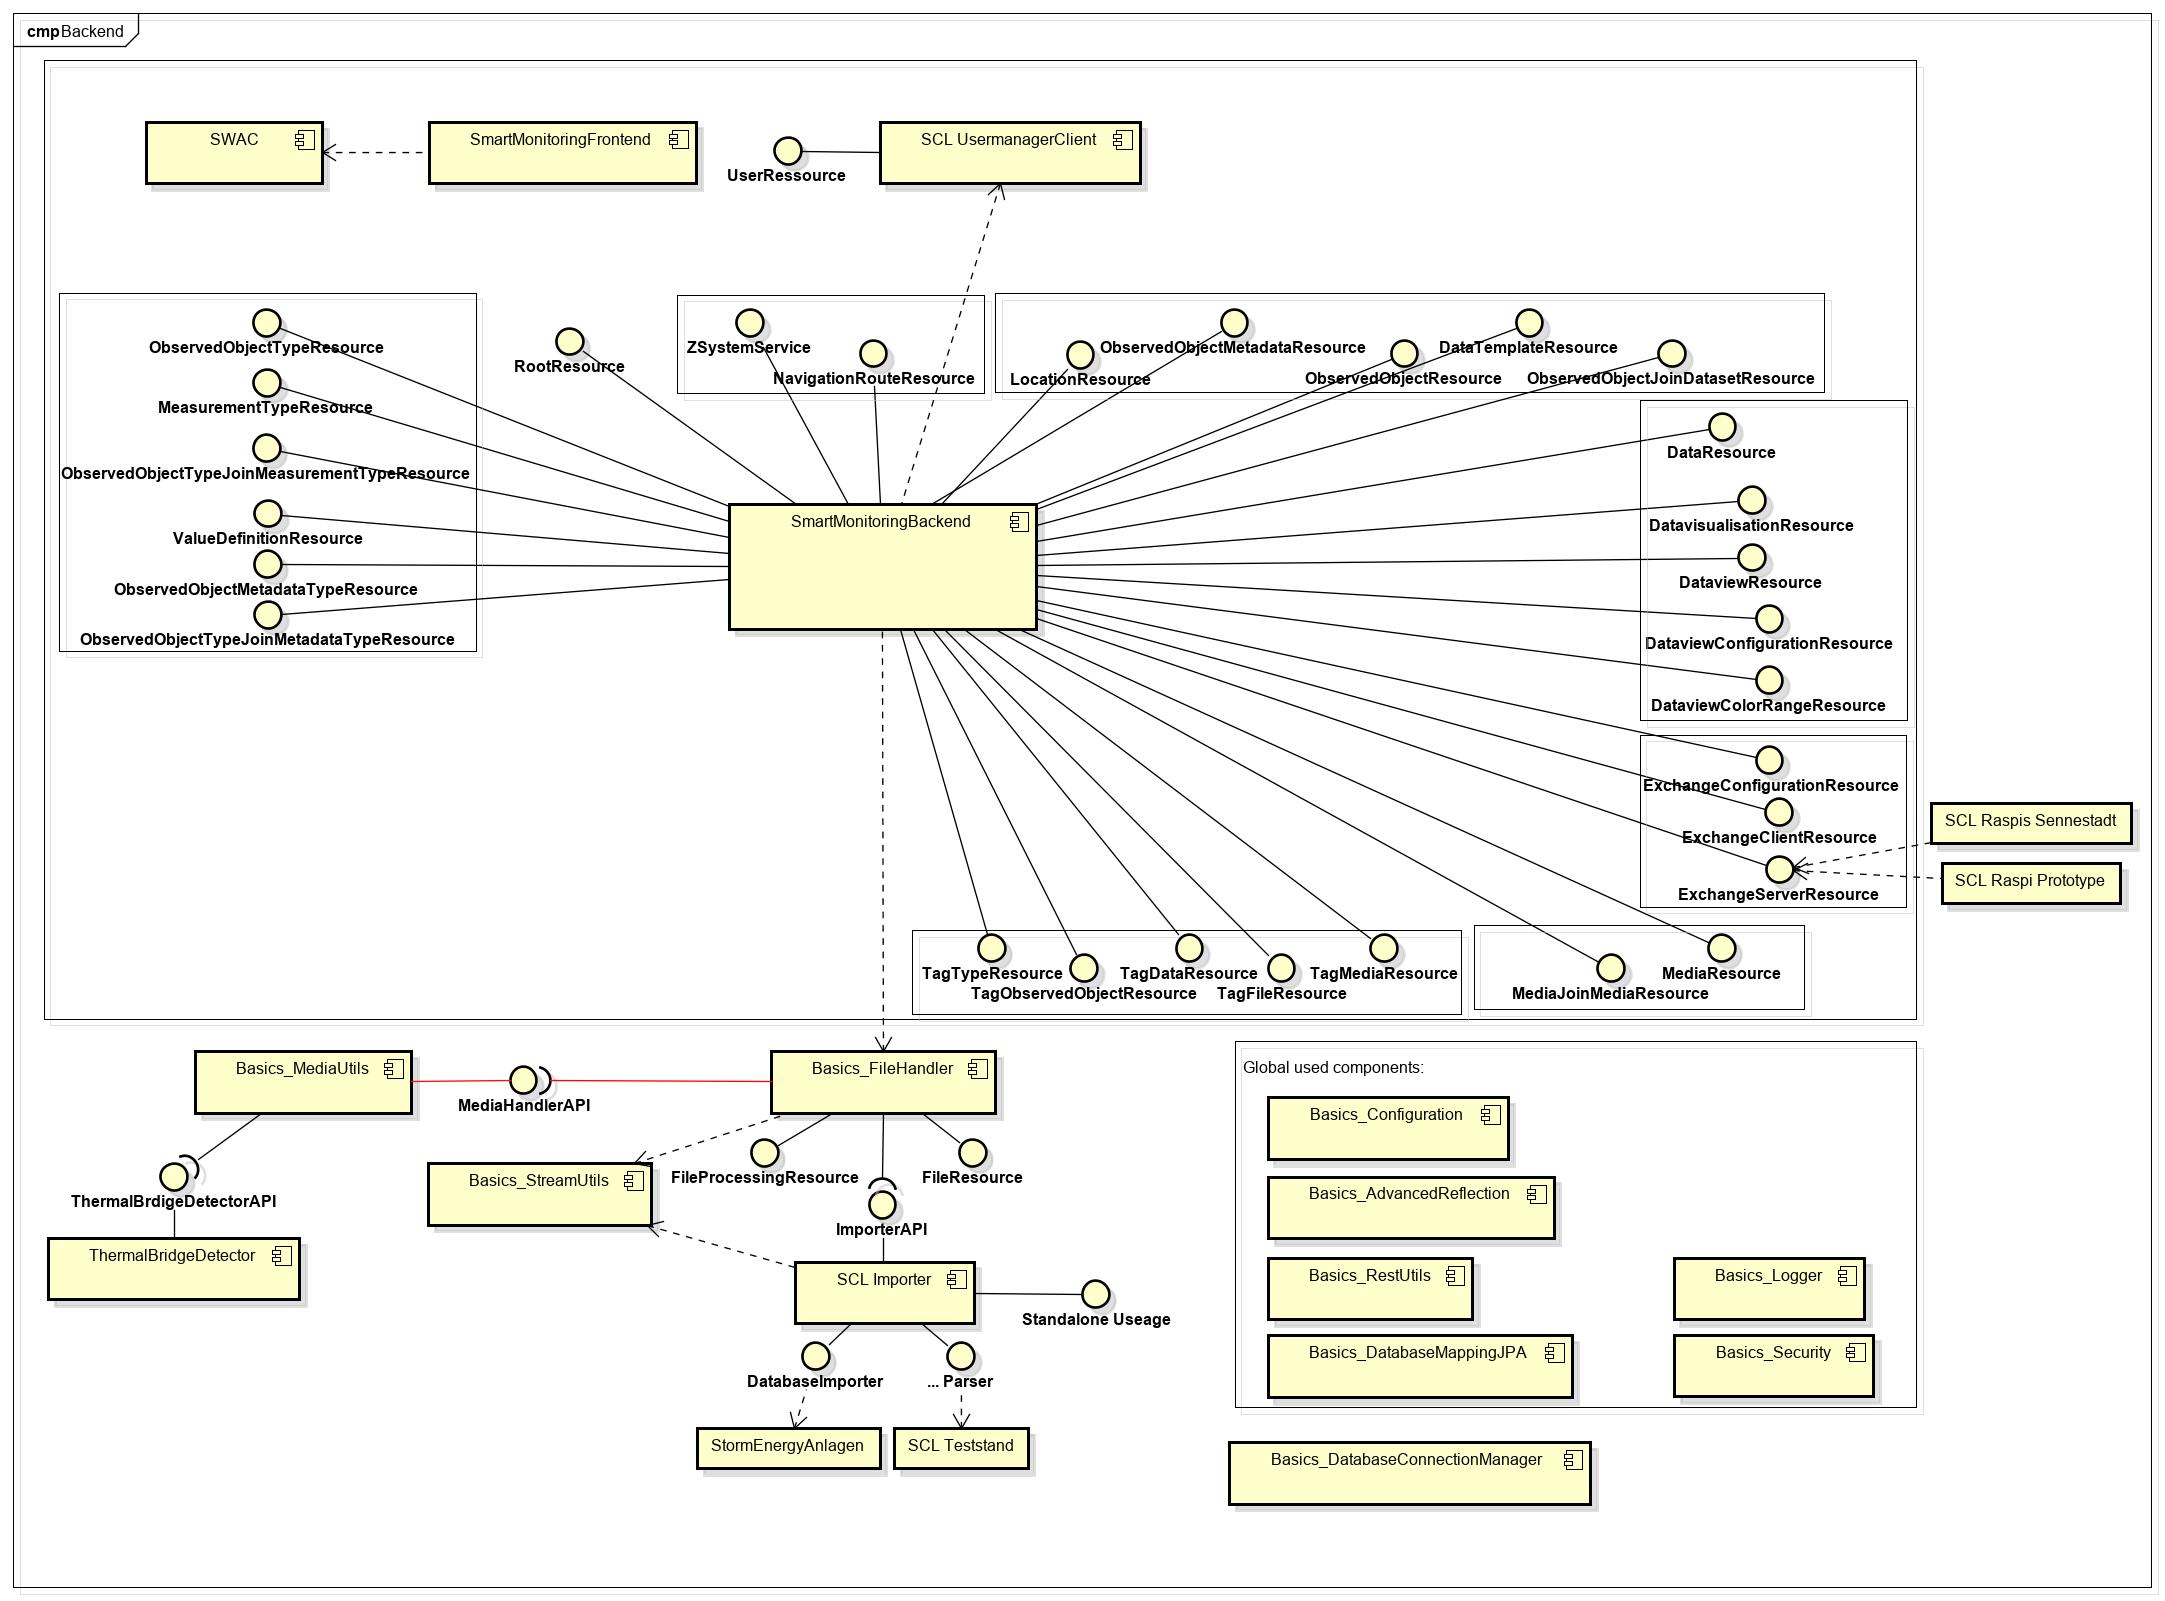 cmp Backend
SWAC
SmartMonitoringFrontend
SCL UsermanagerClient
UserRessource
ObservedObjectTypeResource
MeasurementTypeResource
ObservedObjectTypeJoinMeasurementTypeResource
ValueDefinitionResource
ObservedObjectMetadataTypeResource
ObservedObjectTypeJoinMetadataTypeResource
RootResource
ZSystemService
NavigationRouteResource
LocationResource
ObservedObjectMetadataResource
ObservedObjectResource
DataTemplateResource
ObservedObjectJoinDatasetResource
SmartMonitoringBackend
DataResource
DatavisualisationResource
DataviewResource
DataviewConfigurationResource
DataviewColorRangeResource
ExchangeConfigurationResource
ExchangeClientResource
ExchangeServerResource
SCL Raspis Sennestadt
SCL Raspi Prototype
TagTypeResource
TagObservedObjectResource
TagDataResource
TagFileResource
TagMediaResource
MediaJoinMediaResource
MediaResource
Basics_MediaUtils
MediaHandlerAPI
Basics_FileHandler
ThermalBrdigeDetectorAPI
ThermalBridgeDetector
Basics_StreamUtils
FileProcessingResource
FileResource
ImporterAPI
SCL Importer
Standalone Useage
DatabaseImporter
... Parser
StormEnergyAnlagen
SCL Teststand
Global used components:
Basics_Configuration
Basics_AdvancedReflection
Basics_RestUtils
Basics_Logger
Basics_DatabaseMappingJPA
Basics_Security
Basics_DatabaseConnectionManager